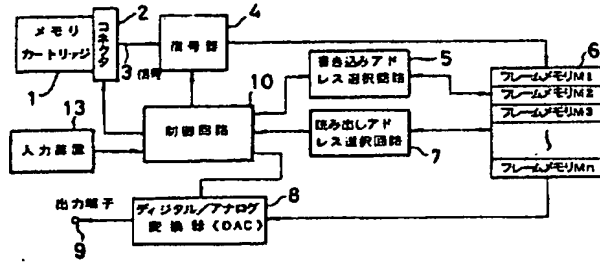 2
4
メモリ
カートリッジ
コネクタ
1
3 信号
信号器
書き込みアド
レス選択回路
5
6
フレームメモリM1
フレームメモリM2
フレームメモリM3
フレームメモリMn
10
制御回路
読み出しアド
レス選択回路
7
13
入力装置
出力端子
9
ディジタル/アナログ
変換器(DAC)
8